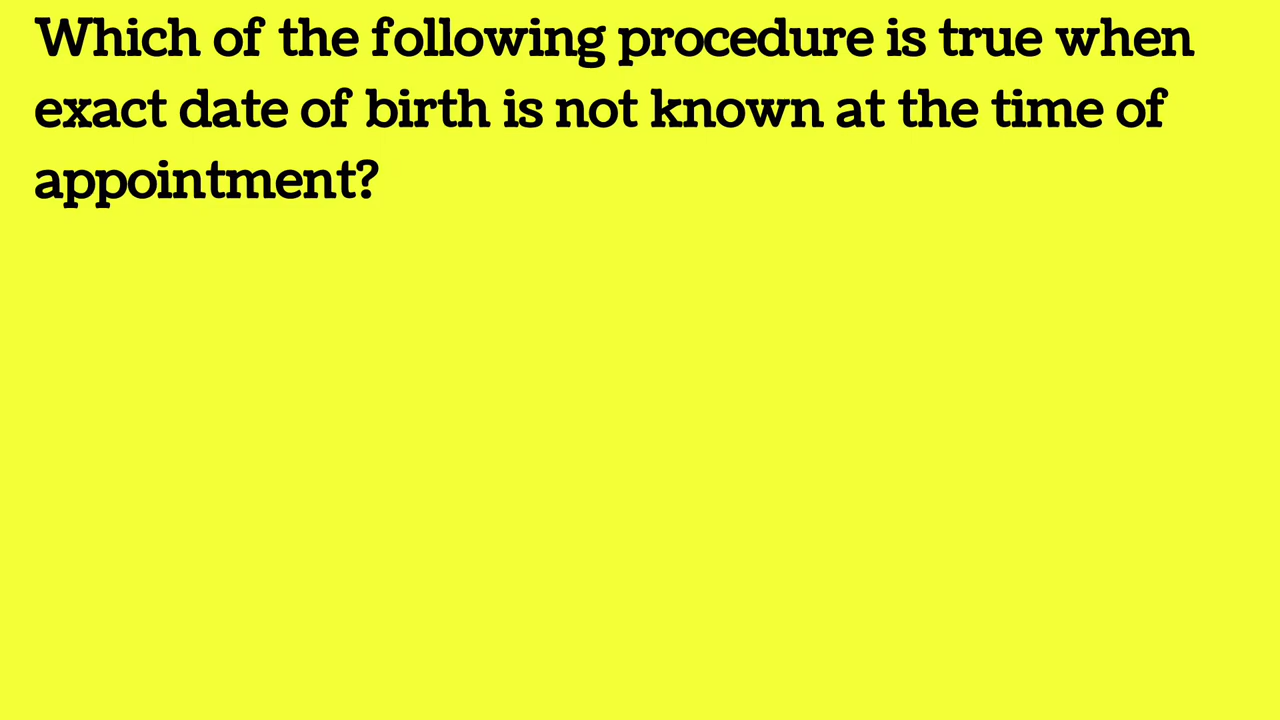 Which of the following procedure is true when
exact date of birth is not known at the time of
appointment?